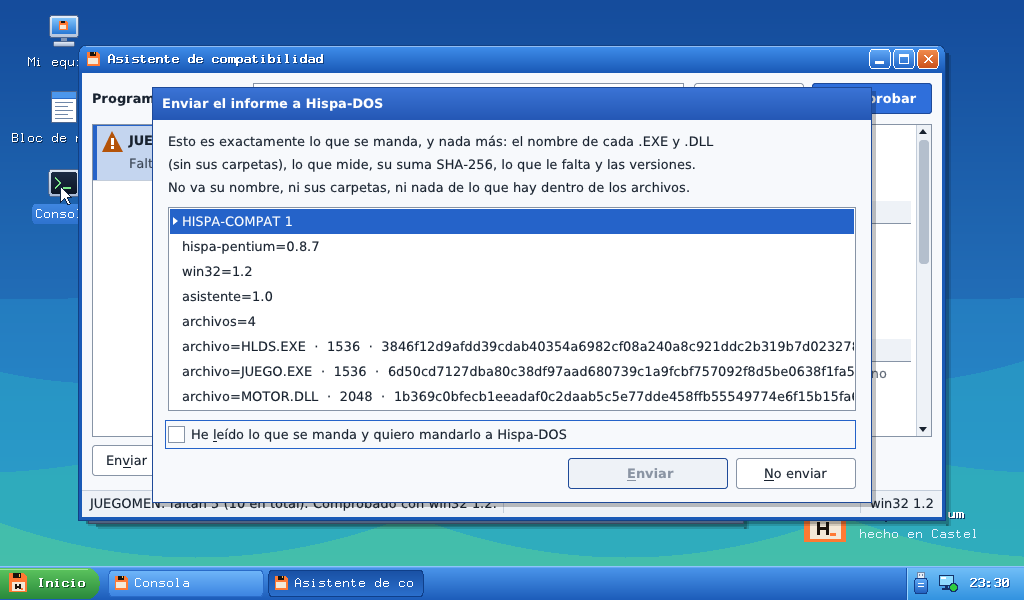 Mi equi
Asistente de compatibilidad
Program
probar
Enviar el informe a Hispa-DOS
Esto es exactamente lo que se manda, y nada más: el nombre de cada .EXE y .DLL
(sin sus carpetas), lo que mide, su suma SHA-256, lo que le falta y las versiones.
No va su nombre, ni sus carpetas, ni nada de lo que hay dentro de los archivos.
Bloc de n
JUE
Falt
HISPA-COMPAT 1
hispa-pentium=0.8.7
win32=1.2
asistente=1.0
archivos=4
archivo=HLDS.EXE · 1536 · 3846f12d9afdd39cdab40354a6982cf08a240a8c921ddc2b319b7d023278
archivo=JUEGO.EXE · 1536 · 6d50cd7127dba80c38df97aad680739c1a9fcbf757092f8d5be0638f1fa5
archivo=MOTOR.DLL · 2048 · 1b369c0bfecb1eeadaf0c2daab5c5e77dde458ffb55549774e6f15b15fa6
Consol
no
He leído lo que se manda y quiero mandarlo a Hispa-DOS
Enviar
Enviar
No enviar
JUEGOMEN: faltan 5 (10 en total). Comprobado con win32 1.2.
win32 1.2
um
H
hecho en Castel
Inicio
Consola
Asistente de co
23:30